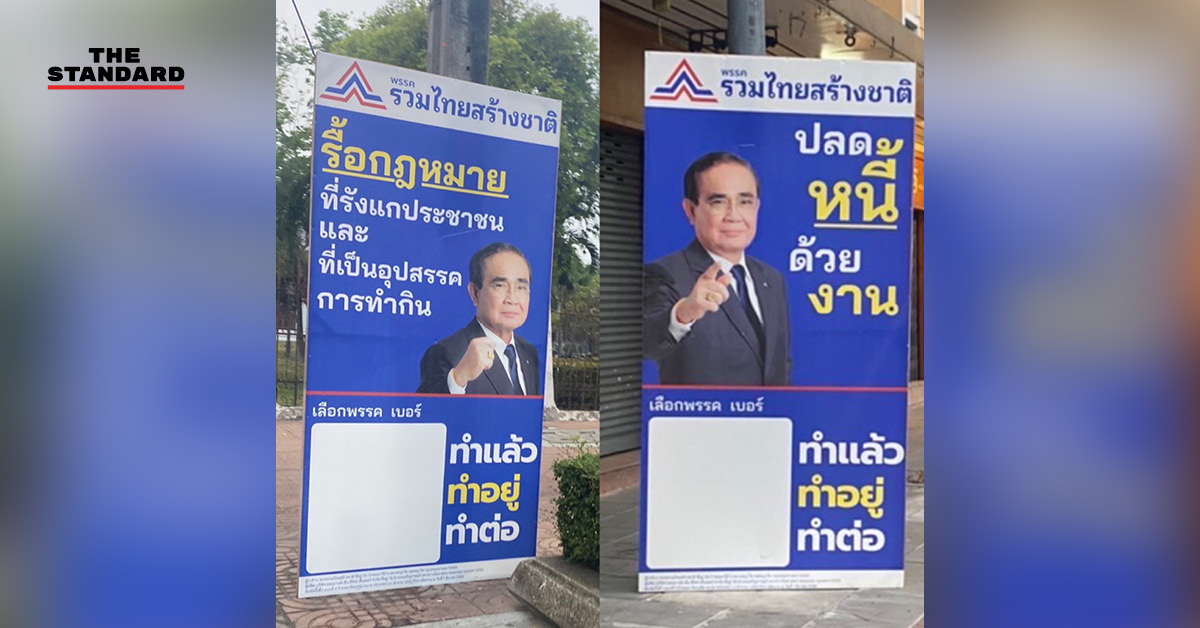 THE
STANDARD
พรรค
รวมไทยสร้างชาติ
รื้อกฎหมาย
ที่รังแกประชาชน
และ
ที่เป็นอุปสรรค
การทำกิน
เลือกพรรค เบอร์
ทำแล้ว
ทำอยู่
ทำต่อ
พรรค
รวมไทยสร้างชาติ
ปลด
หนี้
ด้วย
งาน
เลือกพรรค เบอร์
ทำแล้ว
ทำอยู่
ทำต่อ